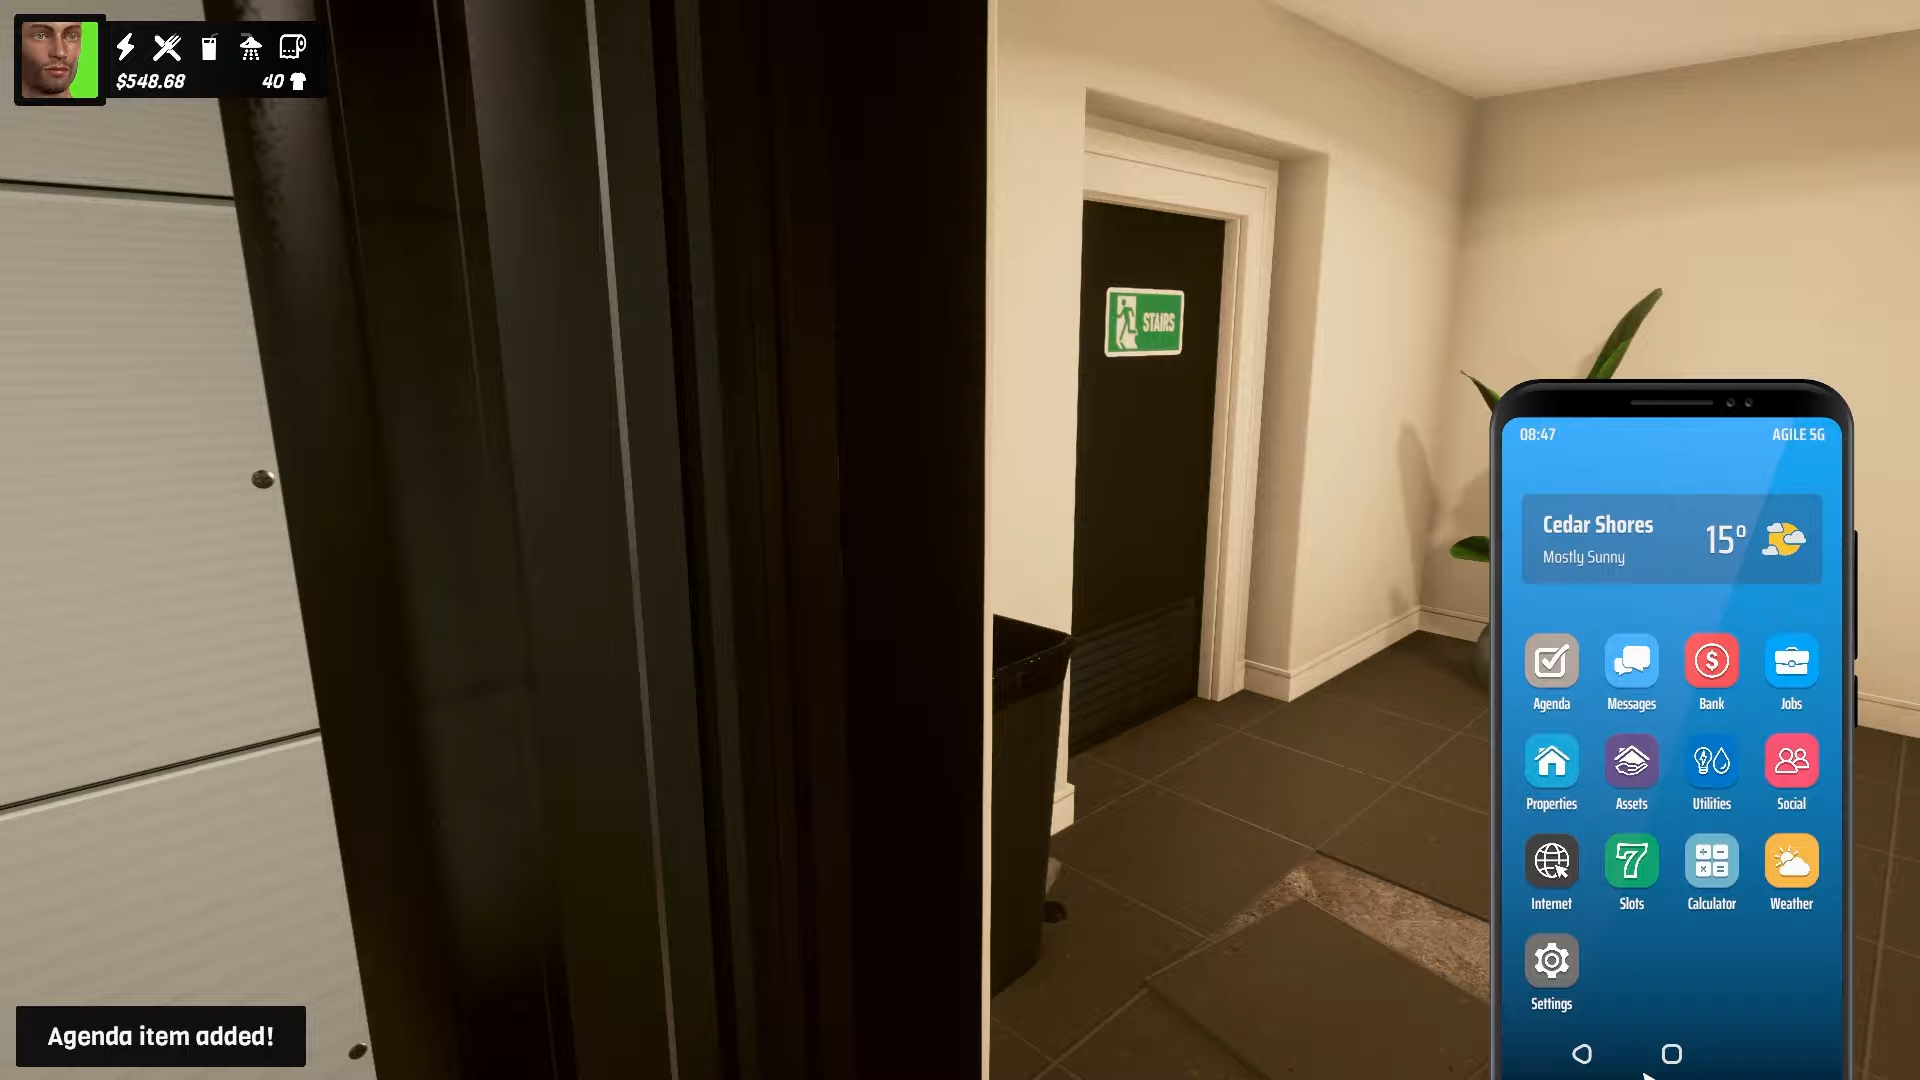 $548.68
40
STAIRS
08:47
AGILE 5G
Cedar Shores
15°
Mostly Sunny
Agenda
Messages
Bank
Jobs
Properties
Assets
Utilities
Social
Internet
Slots
Calculator
Weather
Settings
Agenda item added!